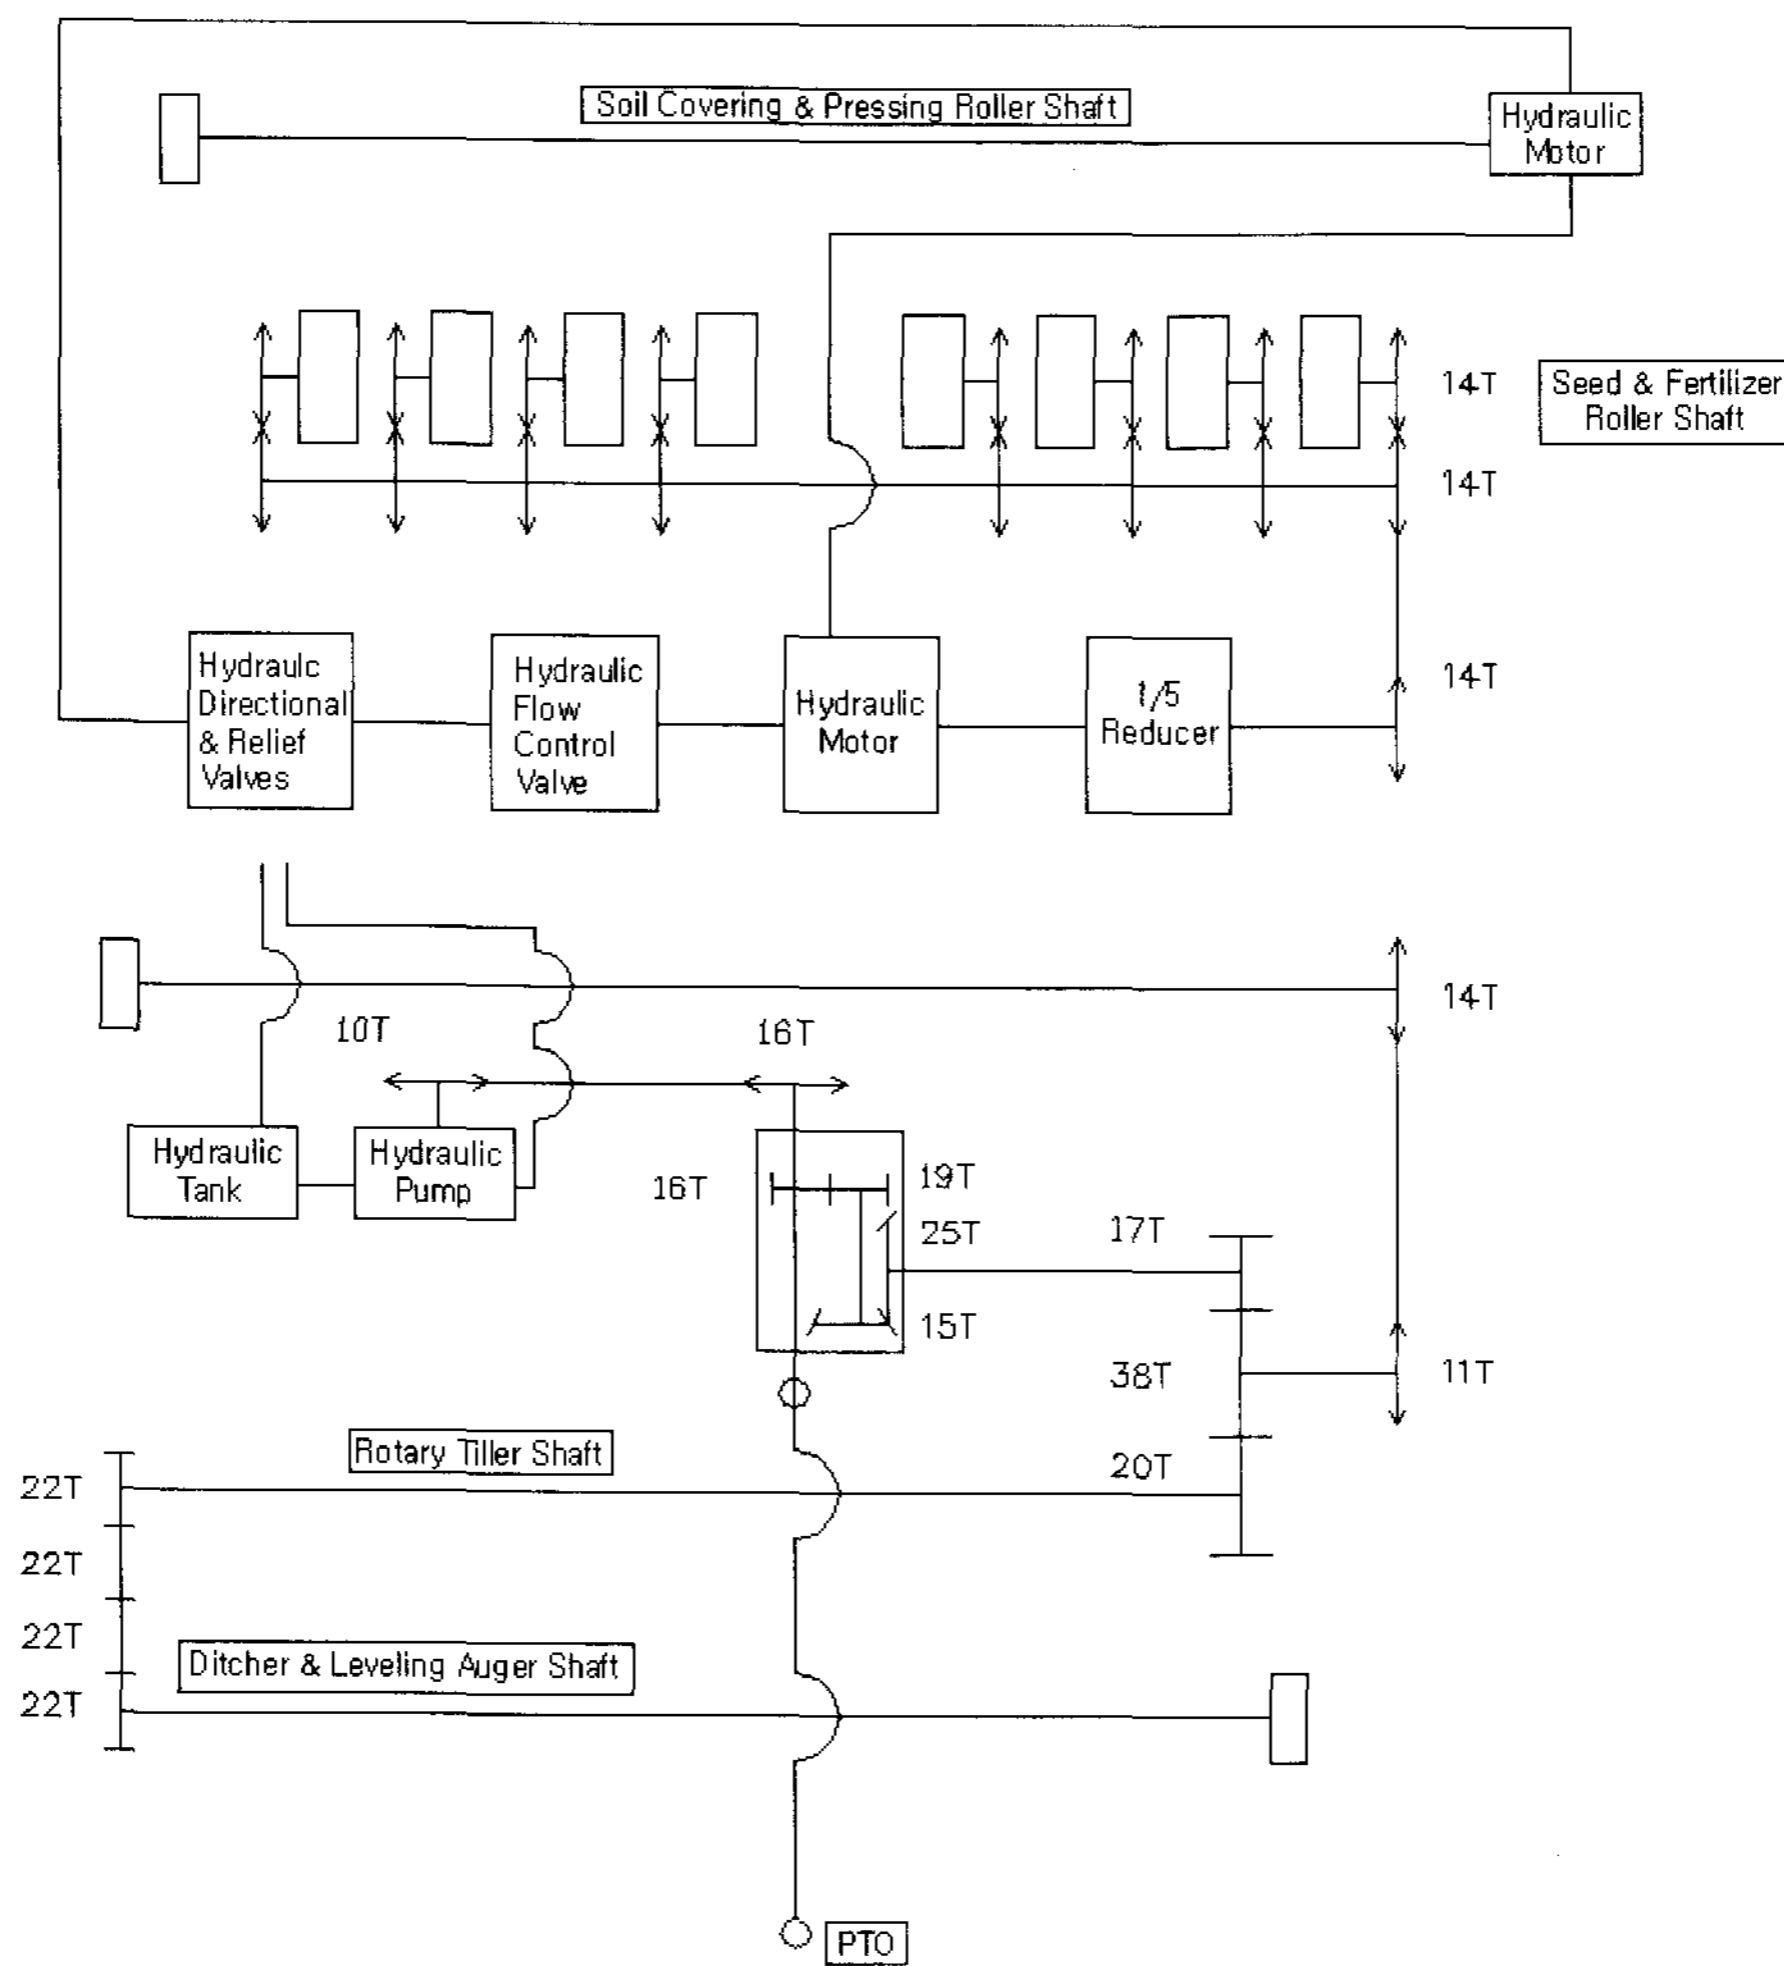 Soil Covering & Pressing Roller Shaft
Hydraulic
Motor
14T
Seed & Fertilizer
Roller Shaft
14T
Hydraulc
Directional
& Relief
Valves
Hydraulic
Flow
Control
Valve
Hydraulic
Motor
1/5
Reducer
14T
14T
10T
16T
Hydraulic
Tank
Hydraulic
Pump
16T
19T
25T
15T
17T
38T
11T
20T
Rotary Tiller Shaft
22T
22T
22T
Ditcher & Leveling Auger Shaft
22T
PTO